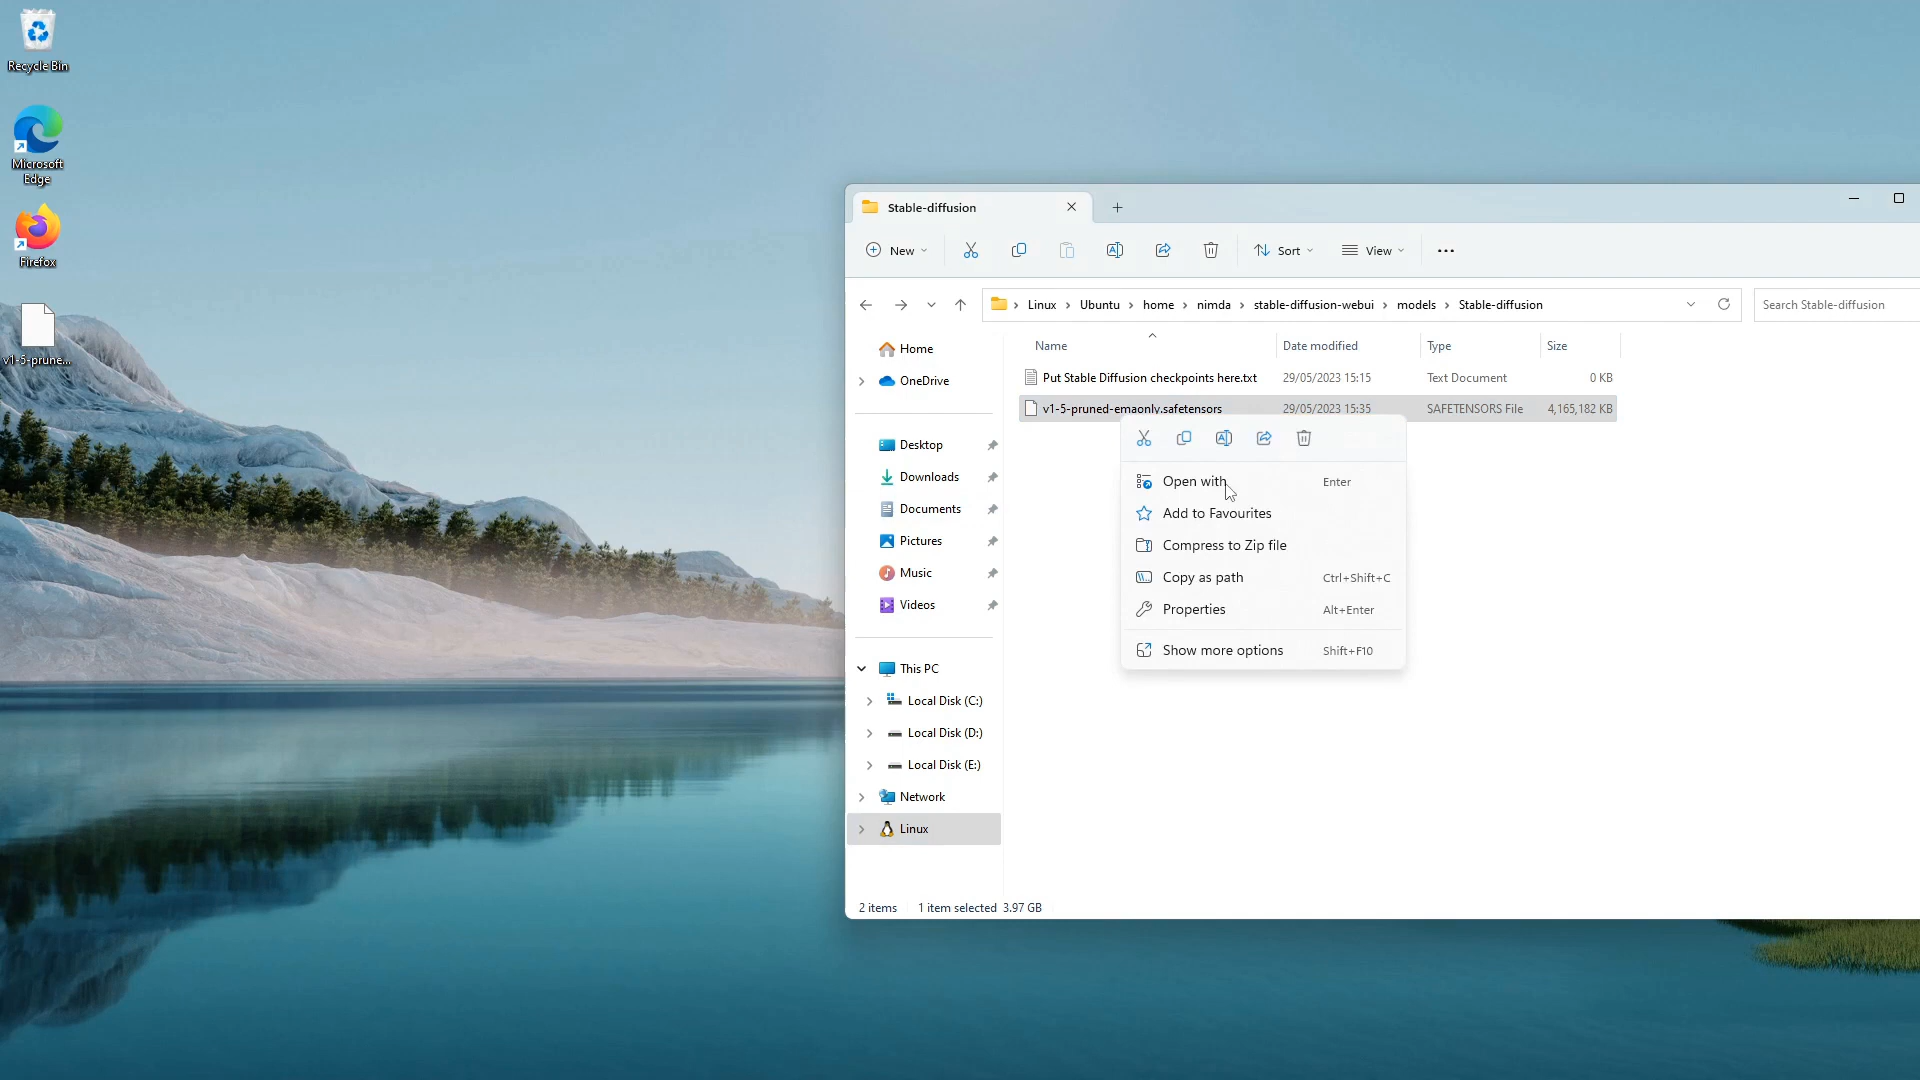 Recycle Bin
Microsoft
Edge
Firefox
v1-5-prune...
Stable-diffusion
New
Sort
View
Linux
Ubuntu
home
nimda
stable-diffusion-webui
models
Stable-diffusion
Search Stable-diffusion
Name
Date modified
Type
Size
Put Stable Diffusion checkpoints here.txt
29/05/2023 15:15
Text Document
0 KB
v1-5-pruned-emaonly.safetensors
29/05/2023 15:35
SAFETENSORS File
4,165,182 KB
Home
OneDrive
Desktop
Downloads
Documents
Pictures
Music
Videos
This PC
Local Disk (C:)
Local Disk (D:)
Local Disk (E:)
Network
Linux
Open with Enter
Add to Favourites
Compress to Zip file
Copy as path Ctrl+Shift+C
Properties Alt+Enter
Show more options Shift+F10
2 items 1 item selected 3.97 GB